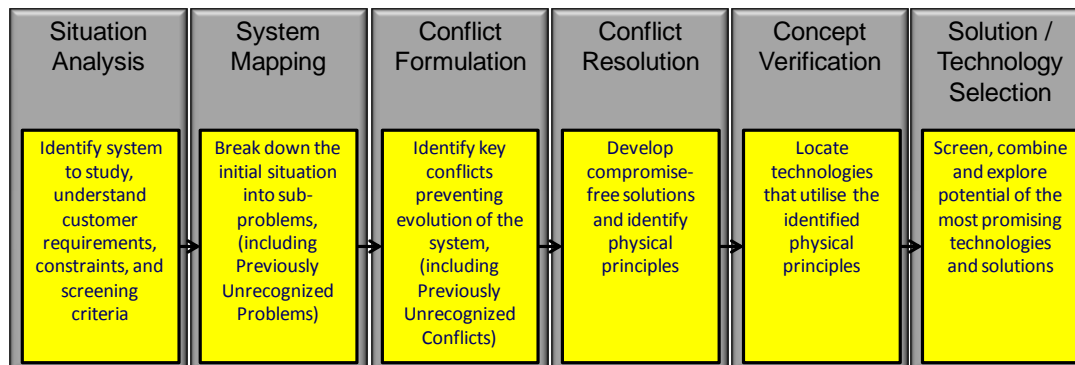 Situation
Analysis
Identify system
to study,
understand
customer
requirements,
constraints, and
screening
criteria
System
Mapping
Break down the
initial situation
into sub-
problems,
(including
Previously
Unrecognized
Problems)
Conflict
Formulation
Identify key
conflicts
preventing
evolution of the
system,
(including
Previously
Unrecognized
Conflicts)
Conflict
Resolution
Develop
compromise-
free solutions
and identify
physical
principles
Concept
Verification
Locate
technologies
that utilise the
identified
physical
principles
Solution /
Technology
Selection
Screen, combine
and explore
potential of the
most promising
technologies
and solutions